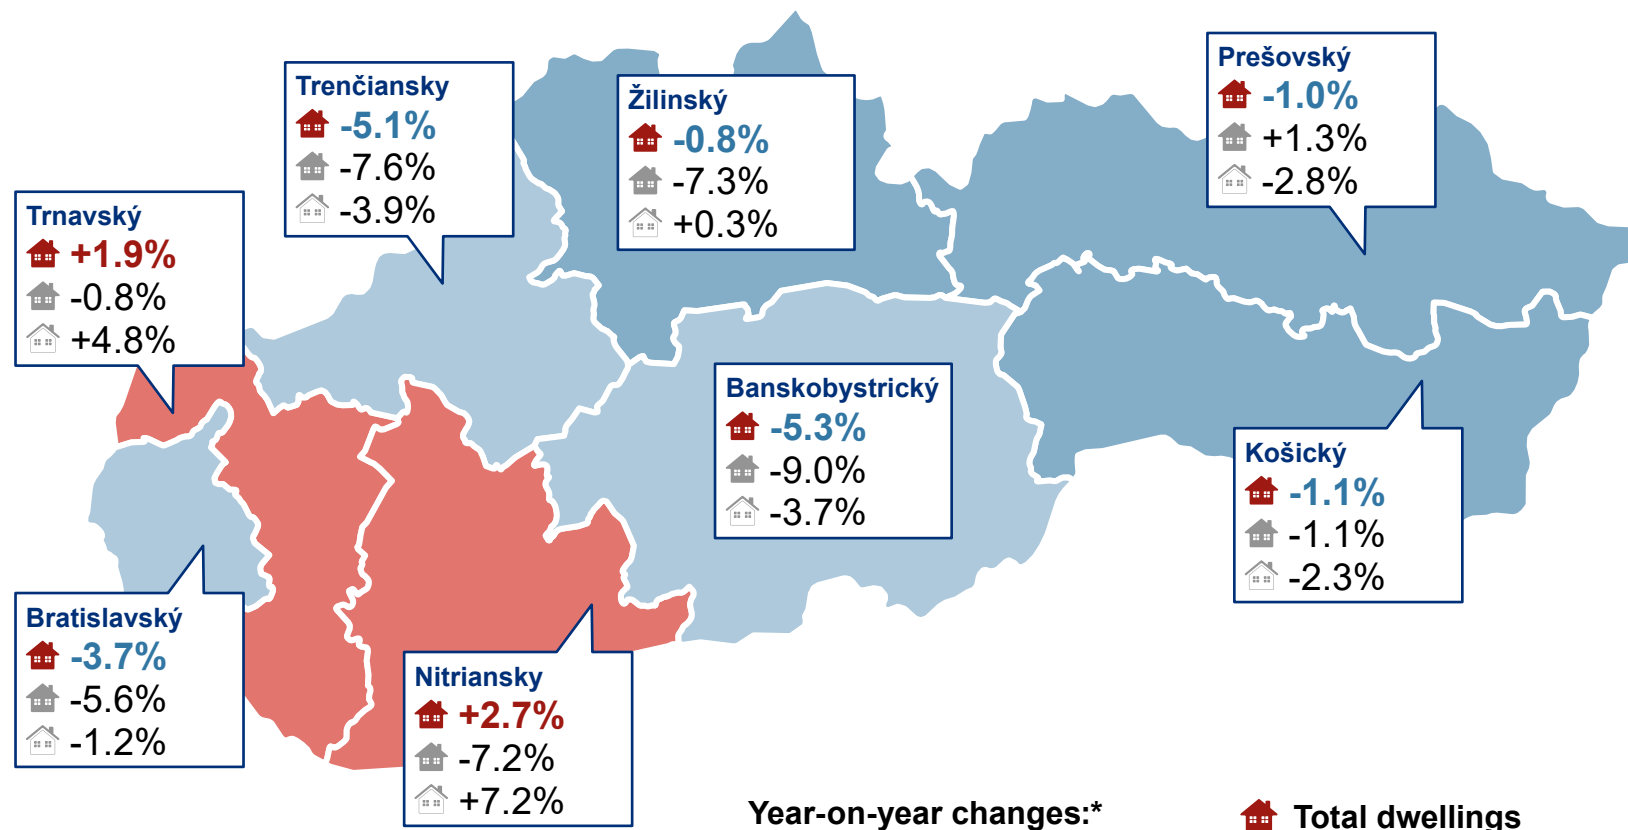 Trenčiansky
-5.1%
-7.6%
-3.9%
Žilinský
-0.8%
-7.3%
+0.3%
Prešovský
-1.0%
+1.3%
-2.8%
Trnavský
+1.9%
-0.8%
+4.8%
Banskobystrický
-5.3%
-9.0%
-3.7%
Košický
-1.1%
-1.1%
-2.3%
Bratislavský
-3.7%
-5.6%
-1.2%
Nitriansky
+2.7%
-7.2%
+7.2%
Year-on-year changes:*
Total dwellings